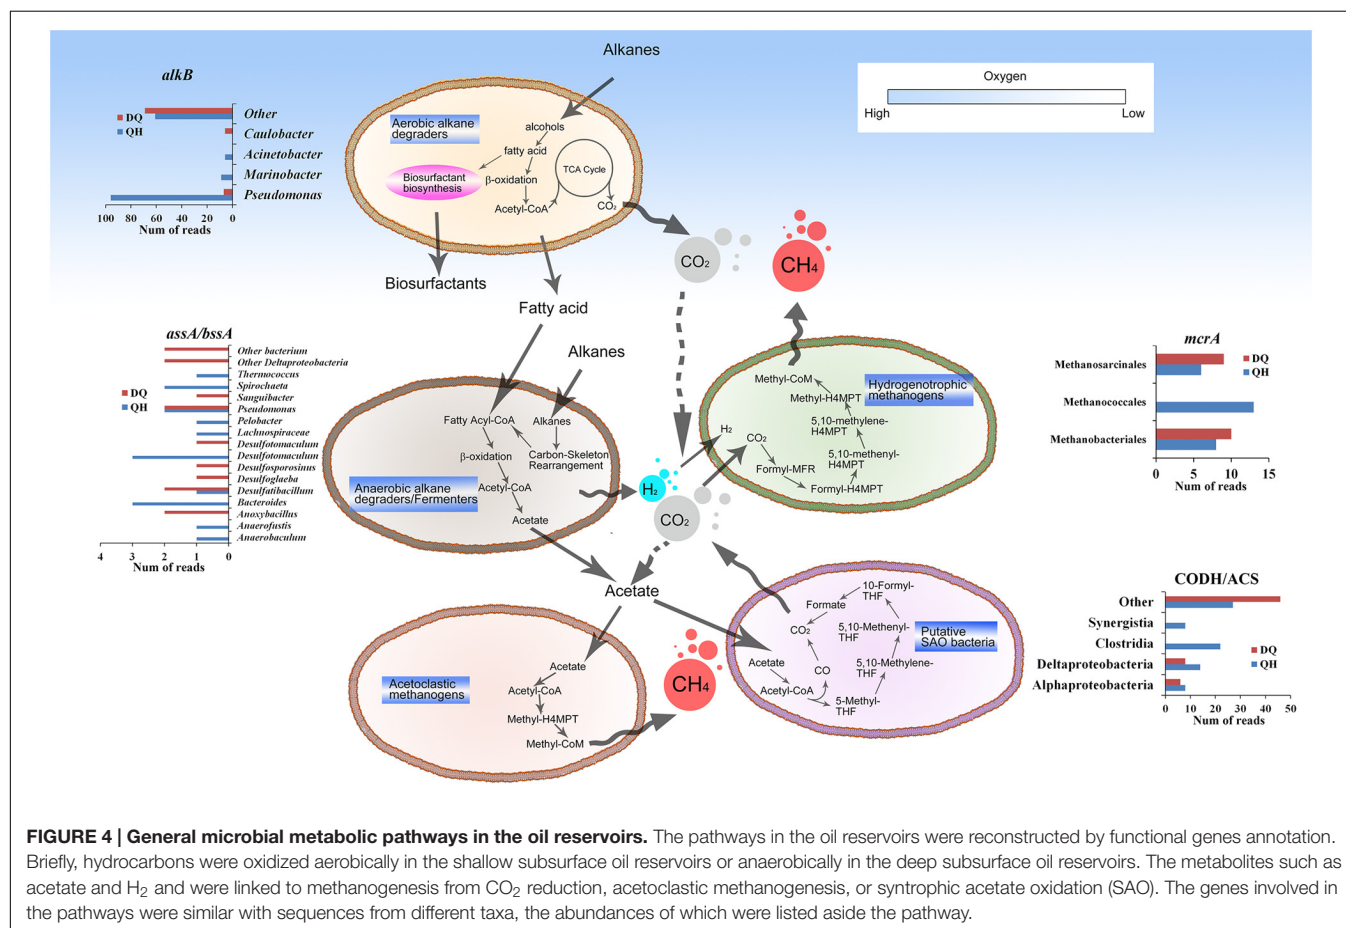 Alkanes
alkB
DQ
QH
Other
Caulobacter
Acinetobacter
Marinobacter
Pseudomonas
100 80 60 40 20 0
Num of reads
Aerobic alkane
degraders
alcohols
fatty acid
β-oxidation
Acetyl-CoA
TCA Cycle
CO2
Biosurfactant
biosynthesis
Oxygen
High
Low
CO2
CH4
Biosurfactants
Fatty acid
Alkanes
assA/bssA
DQ
QH
Other bacterium
Other Deltaproteobacteria
Thermococcus
Spirochaeta
Sauguibacter
Pseudomonas
Pelobacter
Lachnospiraceae
Desulfotomaculum
Desulfotomaculum
Desulfosporosinus
Desulfoglaeba
Desulfatibacillum
Bacteroides
Anoxybacillus
Anaerofustis
Anaerobaculum
4 3 2 1 0
Num of reads
Fatty Acyl-CoA
Alkanes
β-oxidation
Carbon-Skeleton
Rearrangement
Acetyl-CoA
Acetate
Anaerobic alkane
degraders/Fermenters
H2
CO2
Methyl-CoM
Hydrogenotrophic
methanogens
Methyl-H4MPT
5,10-methylene-
H4MPT
5,10-methenyl-
H4MPT
H2
CO2
Formyl-MFR
Formyl-H4MPT
mcrA
Methanosarcinales
Methanococcales
Methanobacteriales
DQ
QH
0 5 10 15
Num of reads
Acetate
Acetoclastic
methanogens
Acetate
Acetyl-CoA
Methyl-H4MPT
Methyl-CoM
CH4
10-Formyl-
THF
Formate
CO2
5,10-Methenyl-
THF
Putative
SAO bacteria
Acetate
CO
5,10-Methylene-
THF
Acetyl-CoA
5-Methyl-
THF
CODH/ACS
Other
Synergistia
Clostridia
Deltaproteobacteria
Alphaproteobacteria
DQ
QH
0 10 20 30 40 50
Num of reads
FIGURE 4 | General microbial metabolic pathways in the oil reservoirs. The pathways in the oil reservoirs were reconstructed by functional genes annotation.
Briefly, hydrocarbons were oxidized aerobically in the shallow subsurface oil reservoirs or anaerobically in the deep subsurface oil reservoirs. The metabolites such as
acetate and H2 and were linked to methanogenesis from CO2 reduction, acetoclastic methanogenesis, or syntrophic acetate oxidation (SAO). The genes involved in
the pathways were similar with sequences from different taxa, the abundances of which were listed aside the pathway.